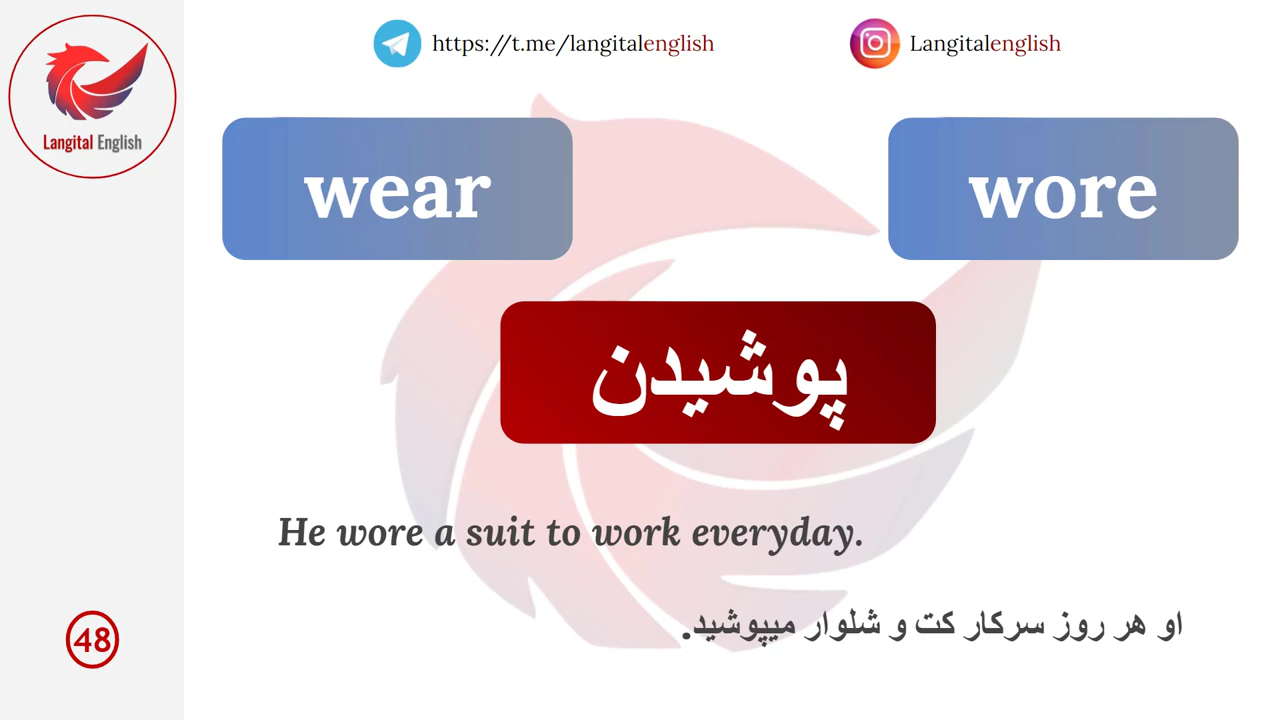 Langital English
https://t.me/langitalenglish
Langitalenglish
wear
wore
پوشیدن
He wore a suit to work everyday.
او هر روز سرکار کت و شلوار میپوشید.
48